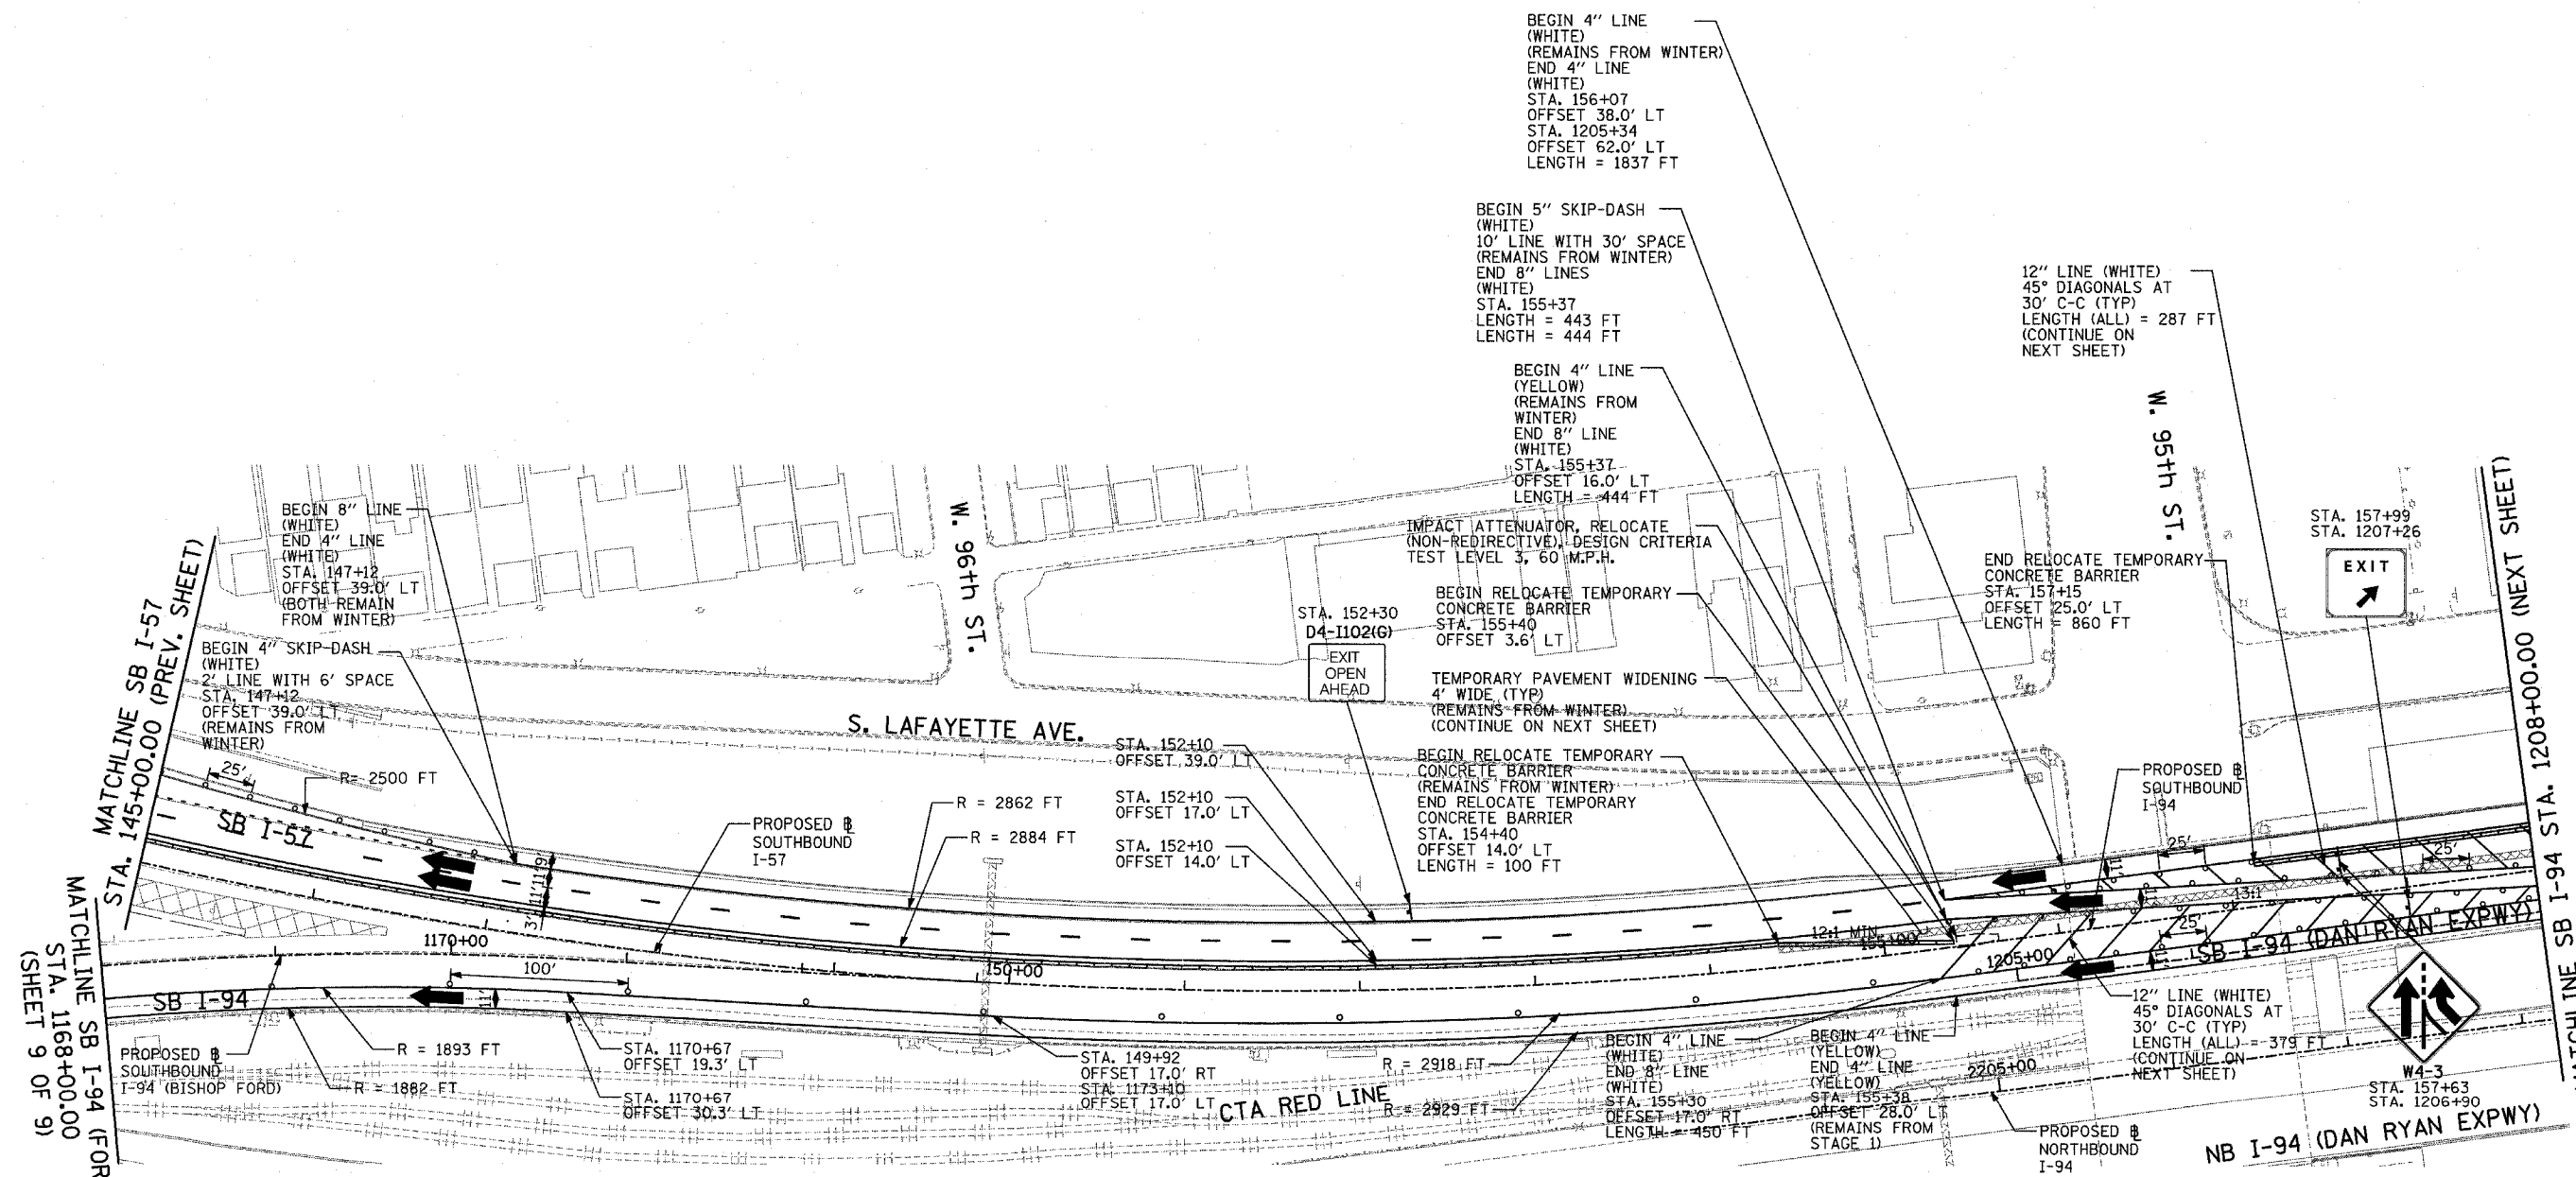 BEGIN 4" LINE
(WHITE)
(REMAINS FROM WINTER)
END 4" LINE
(WHITE)
STA. 156+07
OFFSET 38.0' LT
STA. 1205+34
OFFSET 62.0' LT
LENGTH = 1837 FT
BEGIN 5" SKIP-DASH
(WHITE)
10' LINE WITH 30' SPACE
(REMAINS FROM WINTER)
END 8" LINES
(WHITE)
STA. 155+37
LENGTH = 443 FT
LENGTH = 444 FT
12" LINE (WHITE)
45° DIAGONALS AT
30' C-C (TYP)
LENGTH (ALL) = 287 FT
(CONTINUE ON
NEXT SHEET)
BEGIN 4" LINE
(YELLOW)
(REMAINS FROM
WINTER)
END 8" LINE
(WHITE)
STA. 155+37
OFFSET 16.0' LT
LENGTH = 444 FT
W. 95th ST.
BEGIN 8" LINE
(WHITE)
END 4" LINE
(WHITE)
STA. 147+12
OFFSET 39.0' LT
(BOTH REMAIN
FROM WINTER)
W. 96th ST.
IMPACT ATTENUATOR, RELOCATE
(NON-REDIRECTIVE), DESIGN CRITERIA
TEST LEVEL 3, 60 M.P.H.
STA. 157+99
STA. 1207+26
EXIT
END RELOCATE TEMPORARY
CONCRETE BARRIER
STA. 157+15
OFFSET 25.0' LT
LENGTH = 860 FT
BEGIN RELOCATE TEMPORARY
CONCRETE BARRIER
STA. 155+40
OFFSET 3.6' LT
STA. 152+30
D4-I102(G)
EXIT
OPEN
AHEAD
MATCHLINE SB I-57
STA. 145+00.00 (PREV. SHEET)
BEGIN 4" SKIP-DASH
(WHITE)
2' LINE WITH 6' SPACE
STA. 147+12
OFFSET 39.0' LT
(REMAINS FROM
WINTER)
TEMPORARY PAVEMENT WIDENING
4' WIDE (TYP)
(REMAINS FROM WINTER)
(CONTINUE ON NEXT SHEET)
S. LAFAYETTE AVE.
STA. 152+10
OFFSET 39.0' LT
STA. 152+10
OFFSET 17.0' LT
STA. 152+10
OFFSET 14.0' LT
BEGIN RELOCATE TEMPORARY
CONCRETE BARRIER
(REMAINS FROM WINTER)
END RELOCATE TEMPORARY
CONCRETE BARRIER
STA. 154+40
OFFSET 14.0' LT
LENGTH = 100 FT
PROPOSED ⅊
SOUTHBOUND
I-94
25'
R= 2500 FT
SB I-57
PROPOSED ⅊
SOUTHBOUND
I-57
R = 2862 FT
R = 2884 FT
9'
11'
11'
3'
25'
11'
25'
13:1
12:1 MIN
155+00
25'
11'
1205+00
SB I-94 (DAN RYAN EXPWY)
MATCHLINE SB I-94 STA. 1208+00.00 (NEXT SHEET)
1170+00
100'
150+00
SB I-94
11'
MATCHLINE SB I-94 (FOR
STA. 1168+00.00
(SHEET 9 OF 9)
PROPOSED ⅊
SOUTHBOUND
I-94 (BISHOP FORD)
R = 1893 FT
R = 1882 FT
STA. 1170+67
OFFSET 19.3' LT
STA. 1170+67
OFFSET 30.3' LT
STA. 149+92
OFFSET 17.0' RT
STA. 1173+10
OFFSET 17.0' LT
CTA RED LINE
R = 2918 FT
R = 2929 FT
BEGIN 4" LINE
(WHITE)
END 8" LINE
(WHITE)
STA. 155+30
OFFSET 17.0' RT
LENGTH = 450 FT
BEGIN 4" LINE
(YELLOW)
END 4" LINE
(YELLOW)
STA. 155+38
OFFSET 28.0' LT
(REMAINS FROM
STAGE 1)
2205+00
12" LINE (WHITE)
45° DIAGONALS AT
30' C-C (TYP)
LENGTH (ALL) = 379 FT
(CONTINUE ON
NEXT SHEET)
PROPOSED ⅊
NORTHBOUND
I-94
W4-3
STA. 157+63
STA. 1206+90
NB I-94 (DAN RYAN EXPWY)